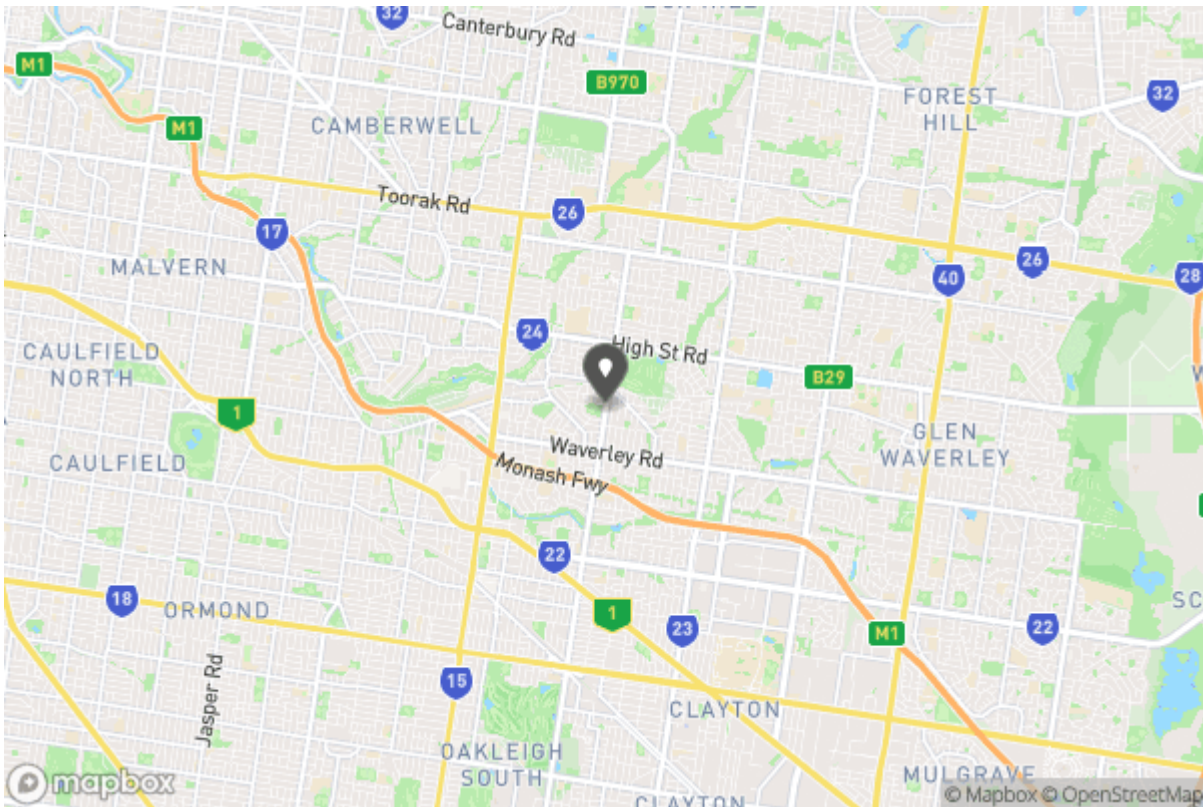 32
Canterbury Rd
M1
B970
FOREST
HILL
32
M1
CAMBERWELL
Toorak Rd
26
17
26
MALVERN
40
28
24
High St Rd
CAULFIELD
NORTH
B29
1
GLEN
WAVERLEY
Waverley Rd
CAULFIELD
Monash Fwy
22
18
ORMOND
1
23
22
M1
SC
Jasper Rd
15
CLAYTON
OAKLEIGH
SOUTH
MULGRAVE
mapbox
CLAYTON
© Mapbox © OpenStreetMap